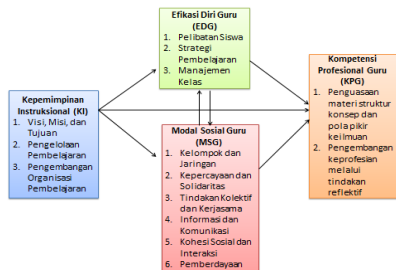 Efikasi Diri Guru
(EDG)
1. Pelibatan Siswa
2. Strategi
Pembelajaran
3. Manajemen
Kelas
Kepemimpinan
Instruksional (KI)
1. Visi, Misi, dan
Tujuan
2. Pengelolaan
Pembelajaran
3. Pengembangan
Organisasi
Pembelajaran
Modal Sosial Guru
(MSG)
1. Kelompok dan
Jaringan
2. Kepercayaan dan
Solidaritas
3. Tindakan Kolektif
dan Kerjasama
4. Informasi dan
Komunikasi
5. Kohesi Sosial dan
Interaksi
6. Pemberdayaan
Kompetensi
Profesional Guru
(KPG)
1. Penguasaan
materi struktur
konsep dan
pola pikir
keilmuan
2. Pengembangan
keprofesian
melalui
tindakan
reflektif